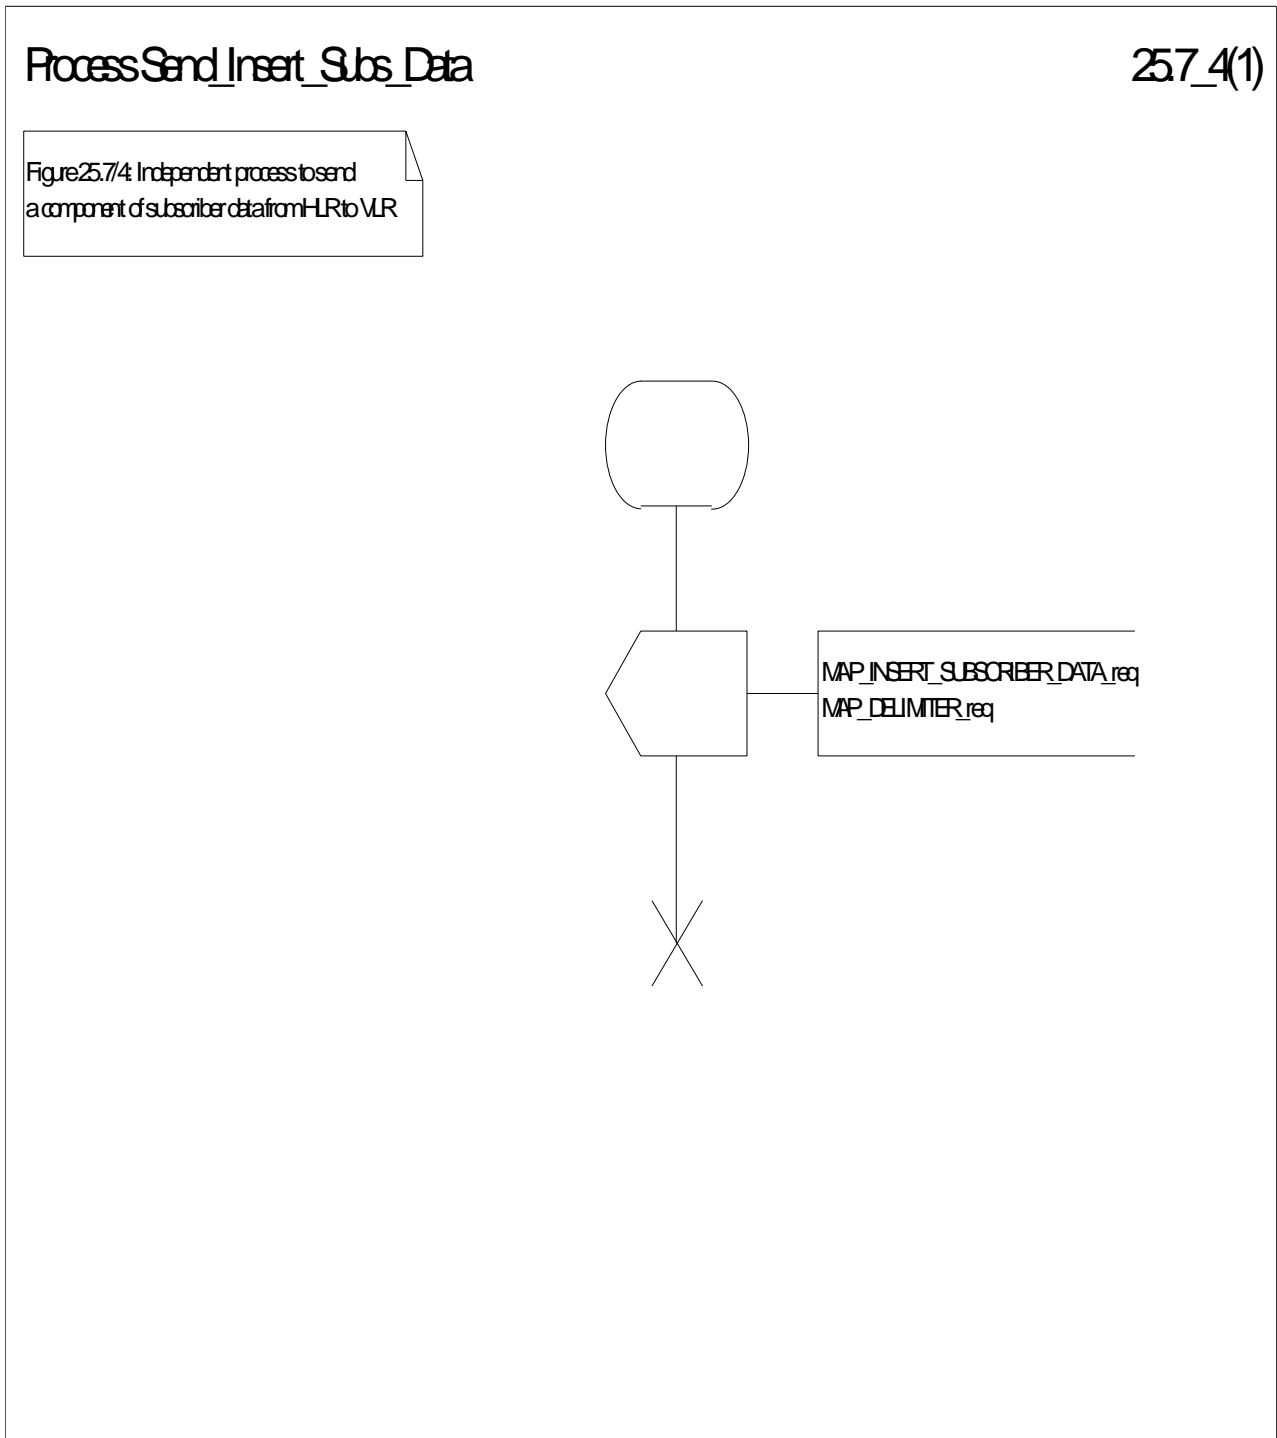 Process Send_Insert_Subs_Data
25.7_4(1)
Figure 25.7/4: Independent process to send
a component of subscriber data from HLR to VLR
MAP_INSERT_SUBSCRIBER_DATA_req
MAP_DELIMITER_req